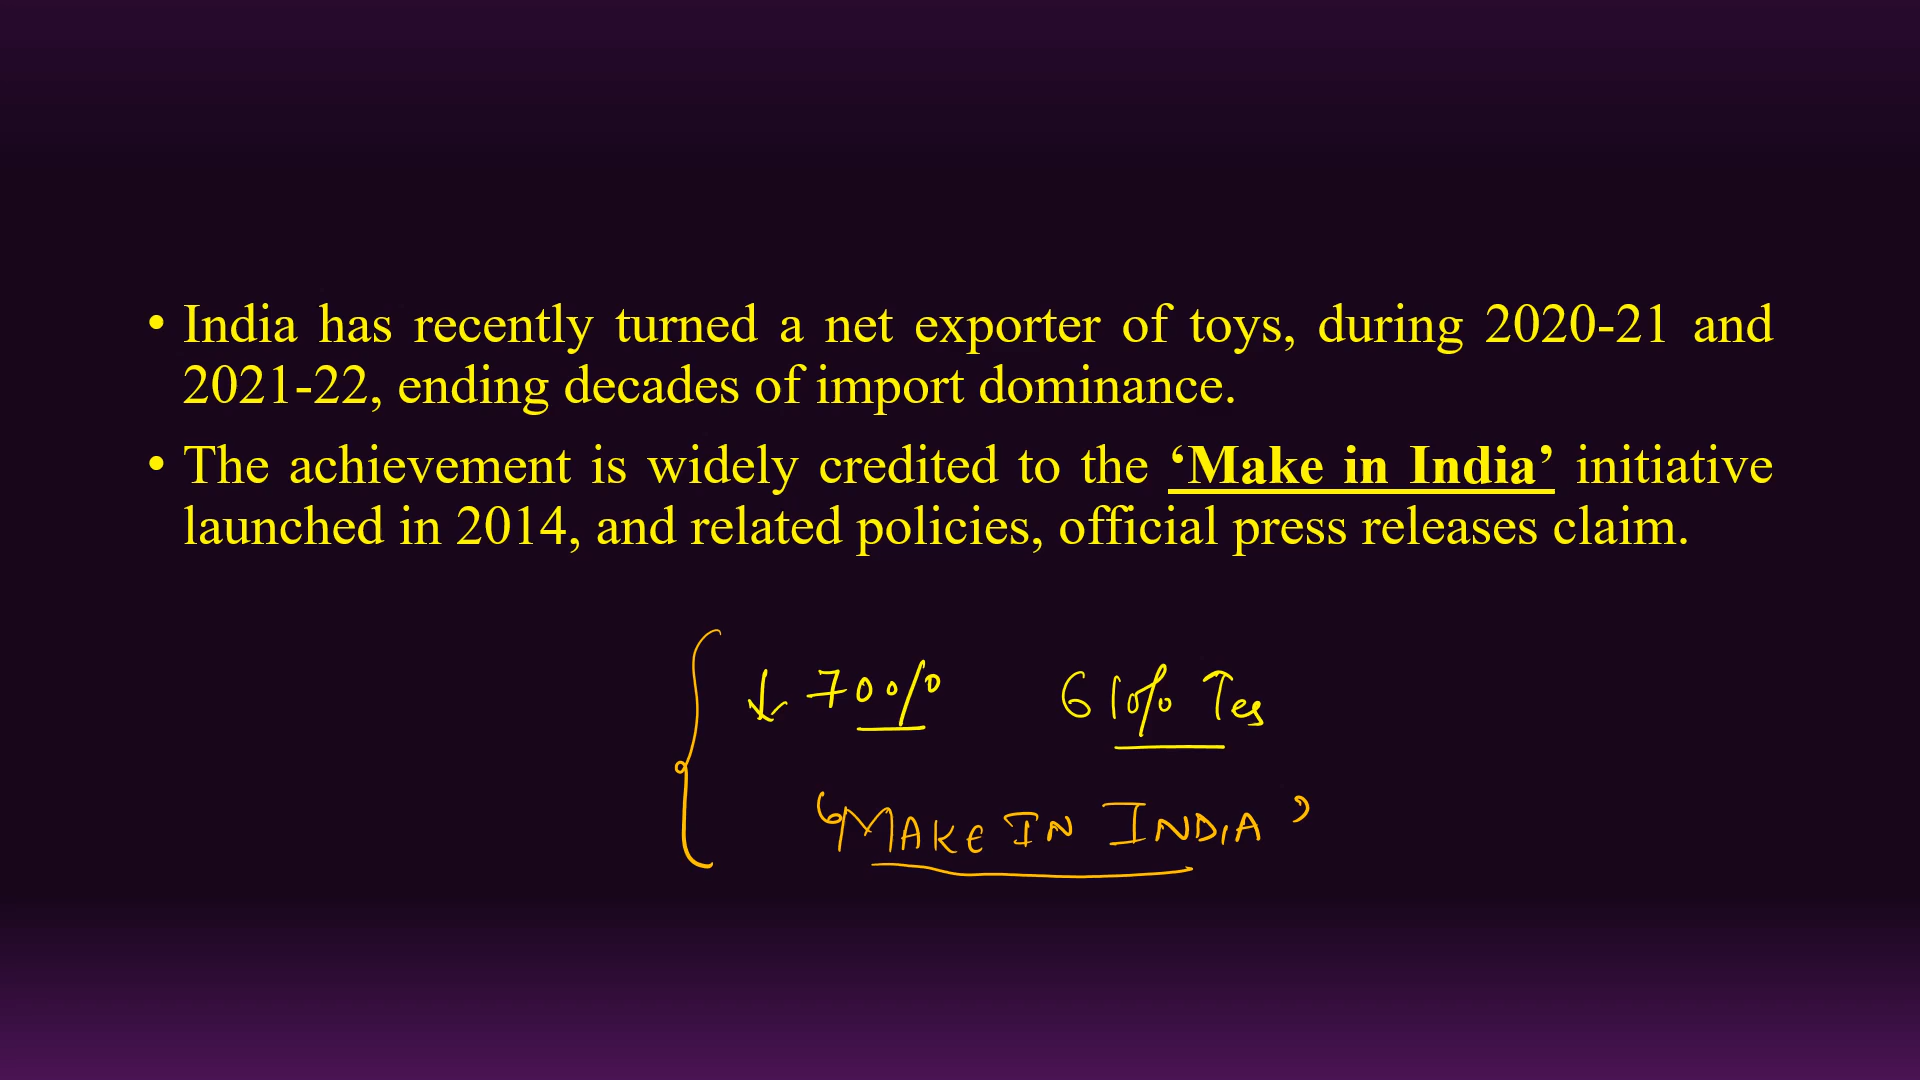 • India has recently turned a net exporter of toys, during 2020-21 and
2021-22, ending decades of import dominance.
• The achievement is widely credited to the ‘Make in India’ initiative
launched in 2014, and related policies, official press releases claim.
↓ 70% 61%
‘MAKE IN INDIA’